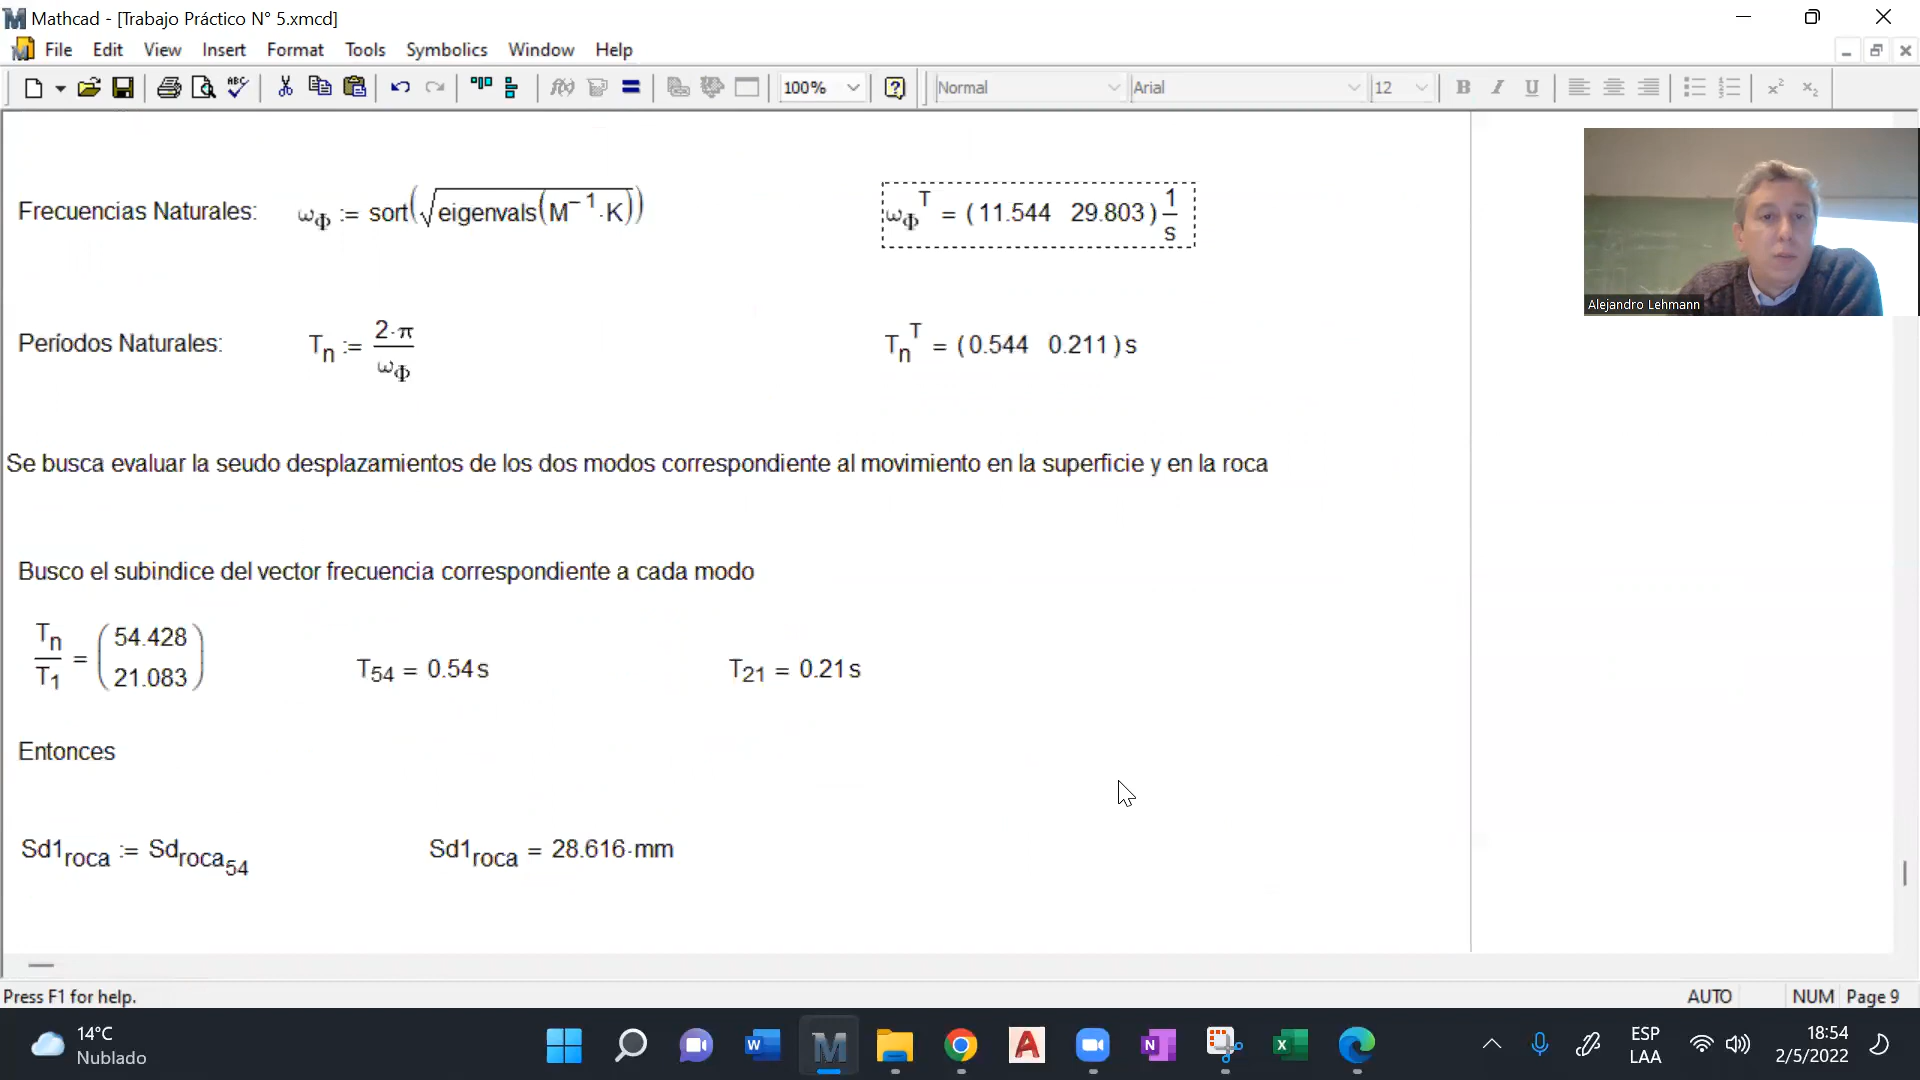 Mathcad - [Trabajo Práctico N° 5.xmcd]
File Edit View Insert Format Tools Symbolics Window Help
100% Normal Arial 12 B I U
Frecuencias Naturales: ωΦ := sort(√eigenvals(M⁻¹·K)) ωΦᵀ = (11.544 29.803) 1/s
Alejandro Lehmann
Períodos Naturales: Tn := 2·π/ωΦ Tnᵀ = (0.544 0.211) s
Se busca evaluar la seudo desplazamientos de los dos modos correspondiente al movimiento en la superficie y en la roca
Busco el subindice del vector frecuencia correspondiente a cada modo
Tn/T1 = (54.428 21.083) T54 = 0.54 s T21 = 0.21 s
Entonces
Sd1roca := Sdroca54 Sd1roca = 28.616·mm
Press F1 for help. AUTO NUM Page 9
14°C
Nublado
ESP
LAA
18:54
2/5/2022